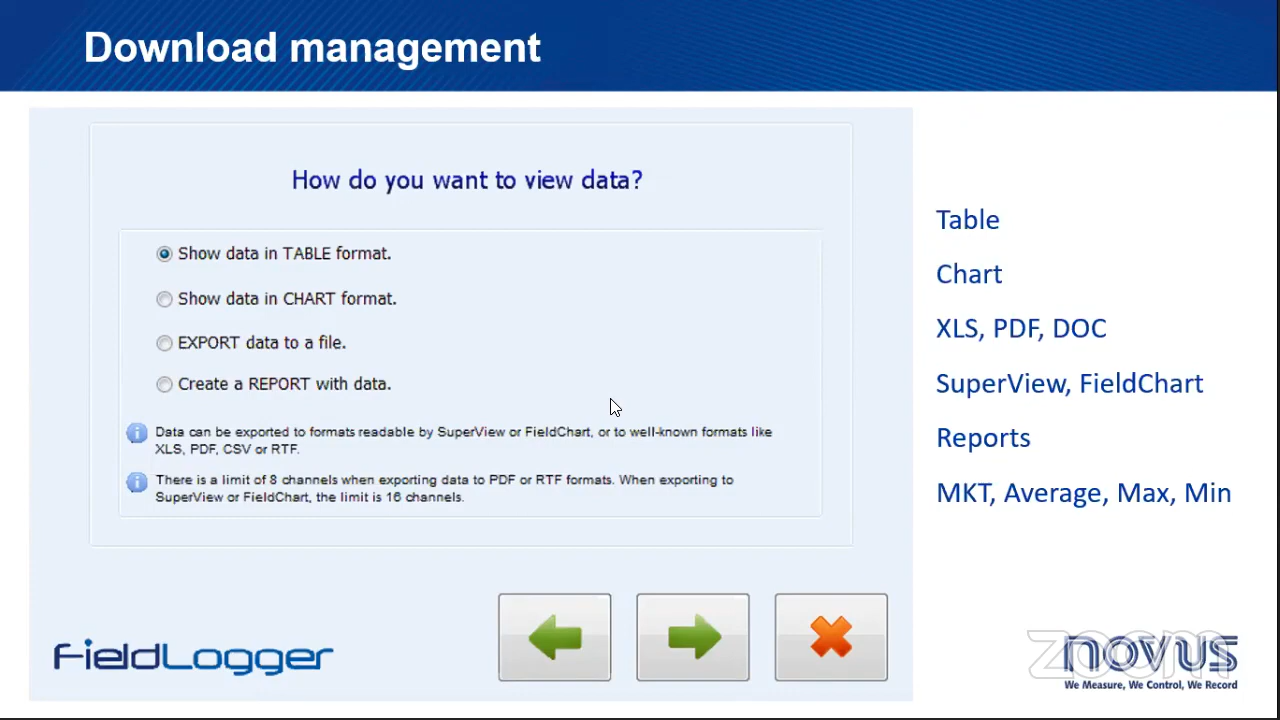 Download management
How do you want to view data?
Show data in TABLE format.
Show data in CHART format.
EXPORT data to a file.
Create a REPORT with data.
Data can be exported to formats readable by SuperView or FieldChart, or to well-known formats like
XLS, PDF, CSV or RTF.
There is a limit of 8 channels when exporting data to PDF or RTF formats. When exporting to
SuperView or FieldChart, the limit is 16 channels.
Table
Chart
XLS, PDF, DOC
SuperView, FieldChart
Reports
MKT, Average, Max, Min
FieldLogger
zoom
novus
We Measure, We Control, We Record